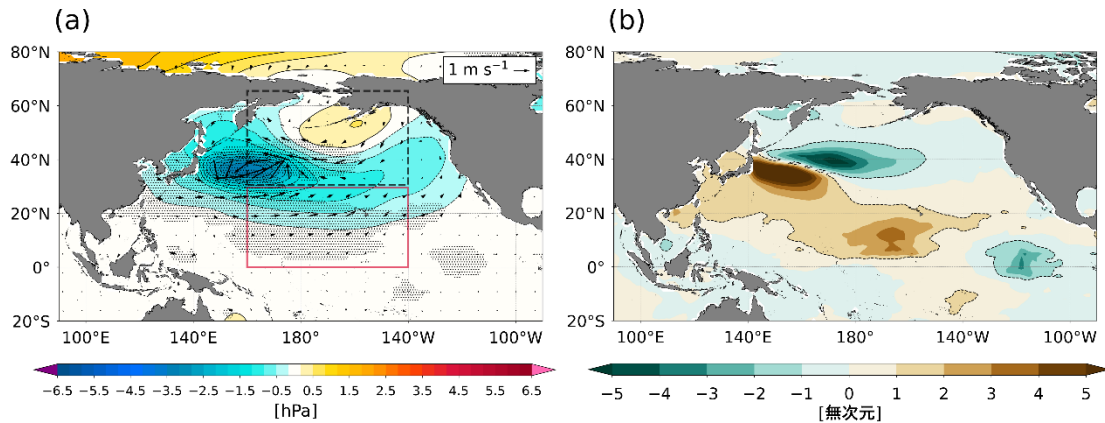 (a)
80°N
60°N
40°N
20°N
0°
20°S
1 m s⁻¹
100°E
140°E
180°
140°W
100°W
−6.5 −5.5 −4.5 −3.5 −2.5 −1.5 −0.5 0.5 1.5 2.5 3.5 4.5 5.5 6.5
[hPa]
(b)
80°N
60°N
40°N
20°N
0°
20°S
100°E
140°E
180°
140°W
100°W
−5 −4 −3 −2 −1 0 1 2 3 4 5
[無次元]